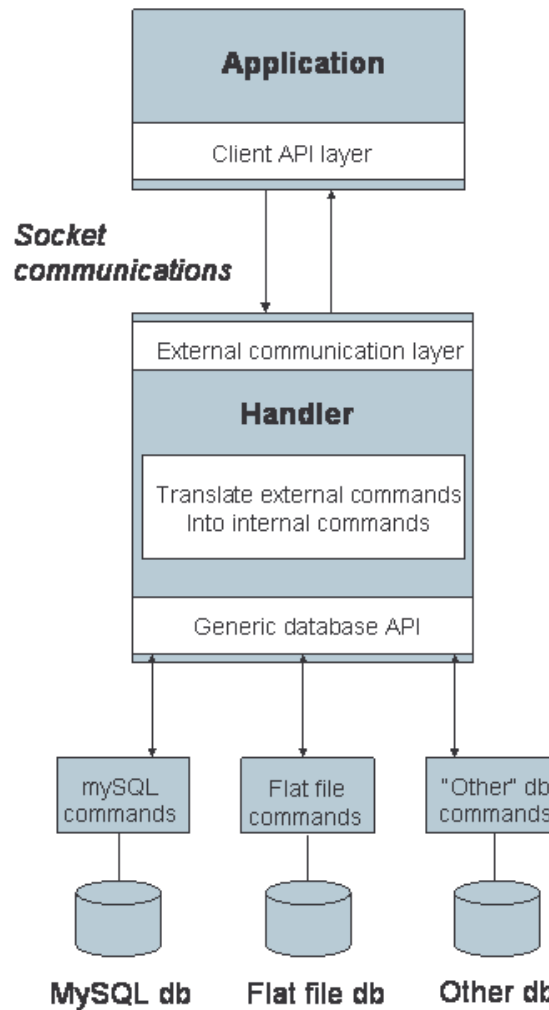 Application
Client API layer
Socket
communications
External communication layer
Handler
Translate external commands
Into internal commands
Generic database API
mySQL
commands
Flat file
commands
"Other" db
commands
MySQL db
Flat file db
Other db